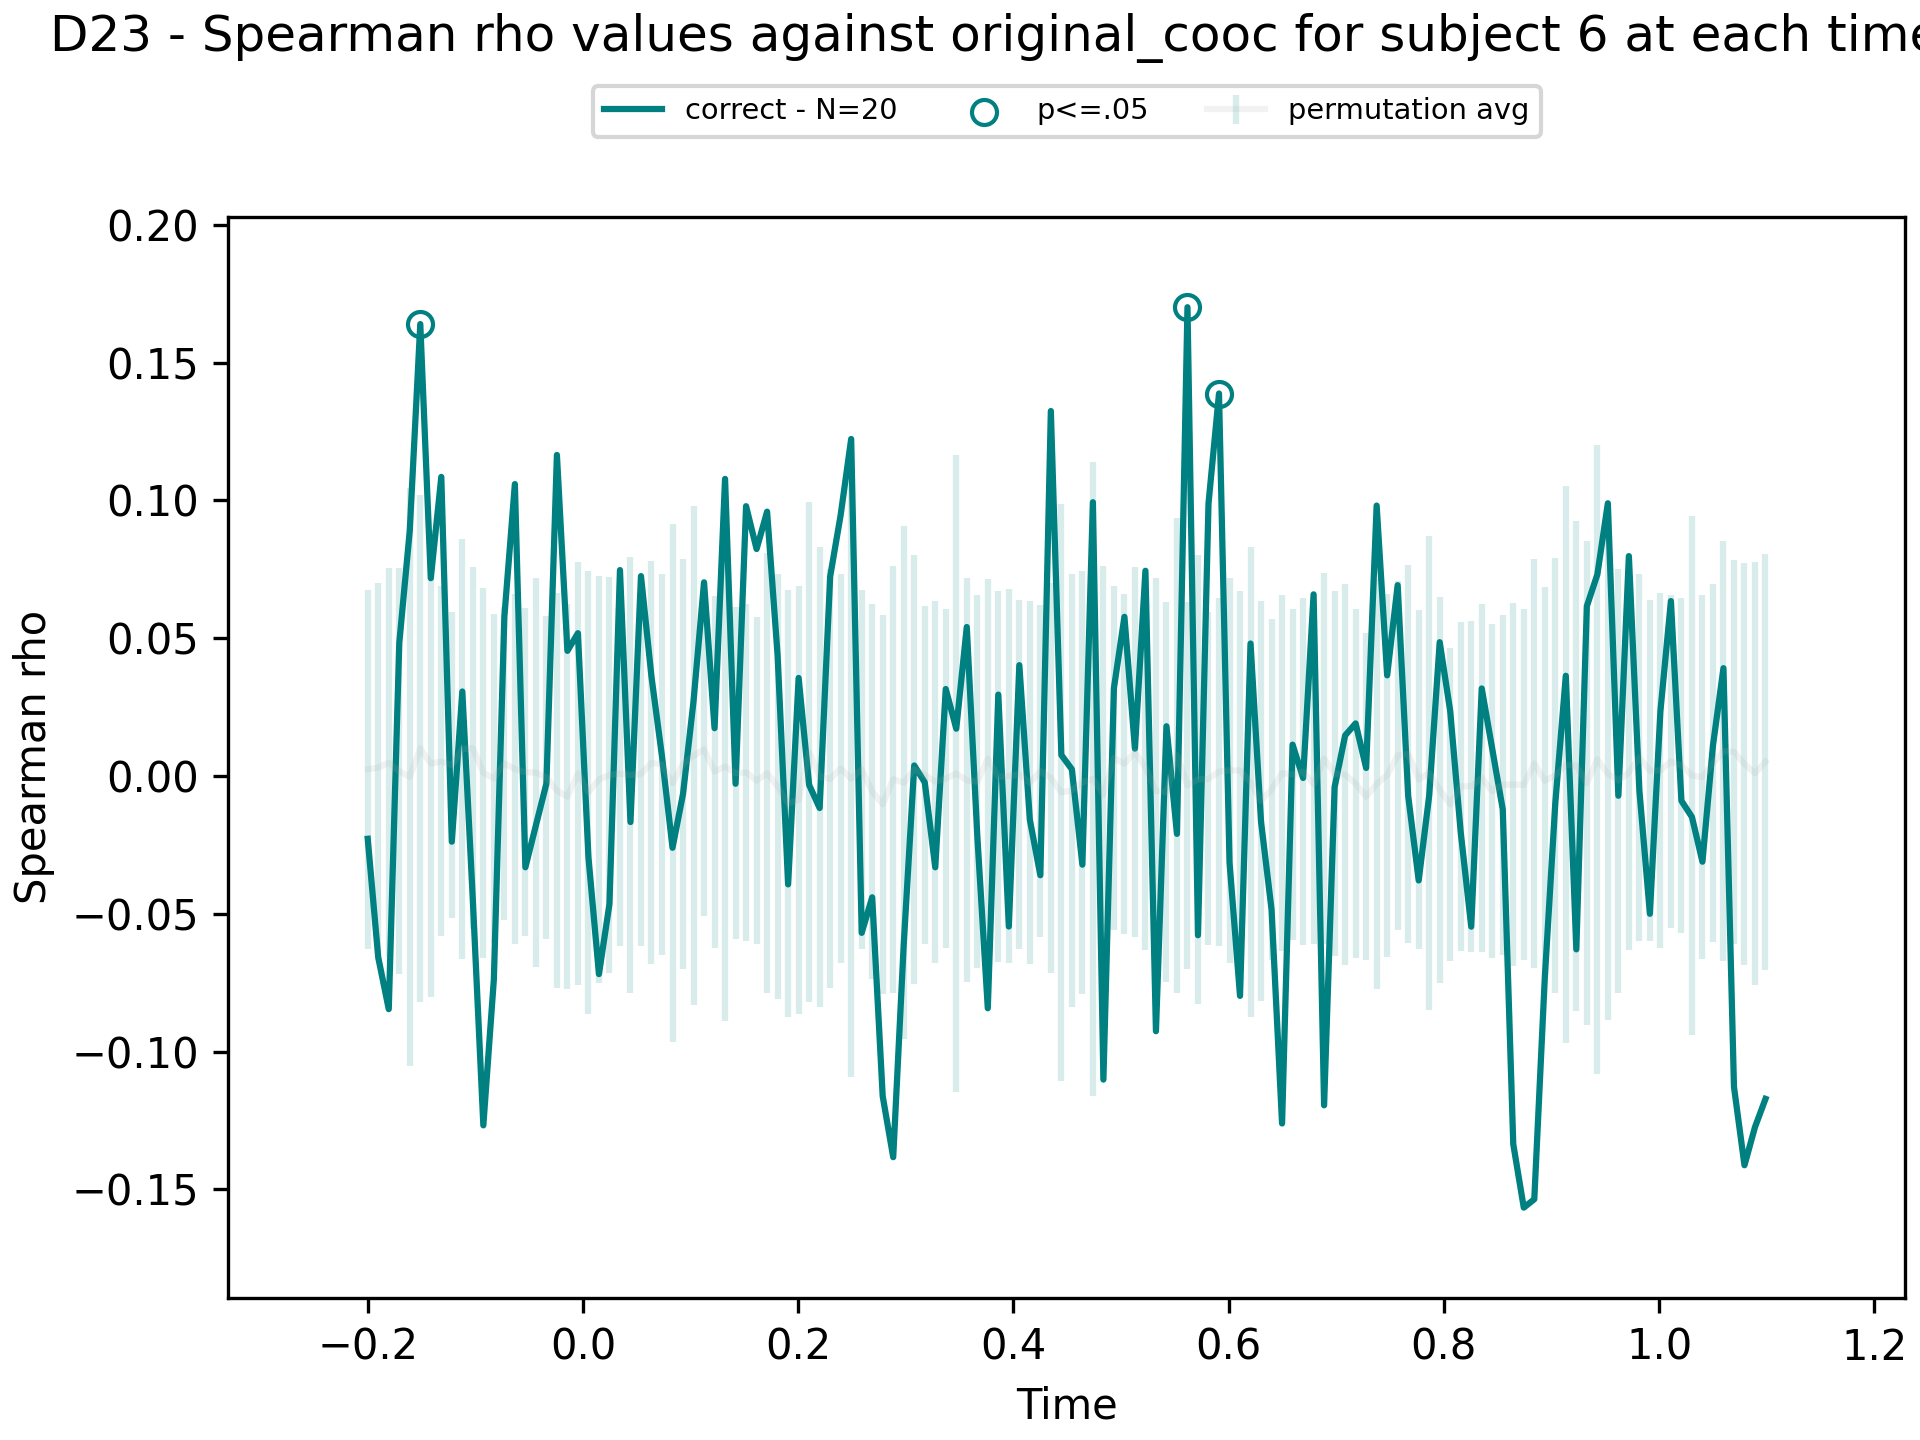 D23 - Spearman rho values against original_cooc for subject 6 at each time
correct - N=20 p<=.05 permutation avg
0.20
0.15
0.10
0.05
0.00
−0.05
−0.10
−0.15
Spearman rho
−0.2 0.0 0.2 0.4 0.6 0.8 1.0 1.2
Time